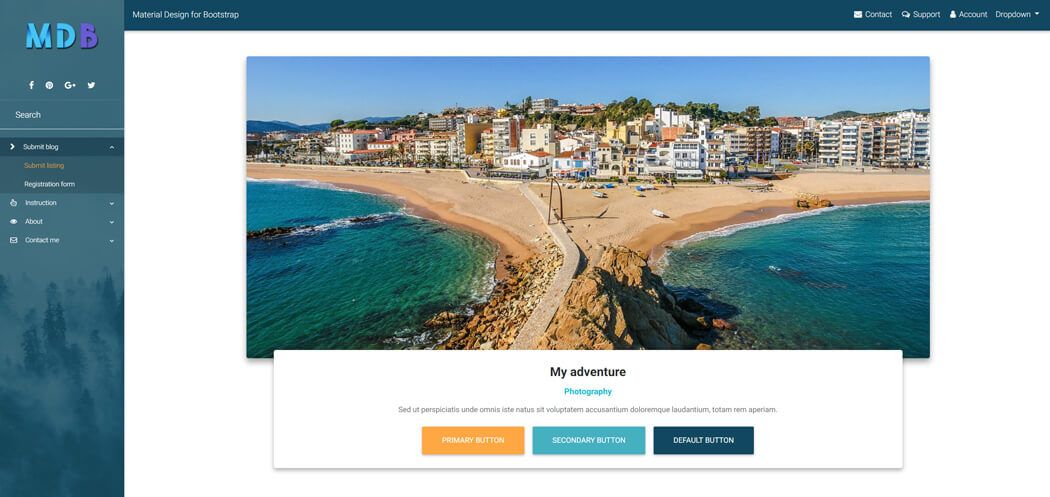 MDB
Search
Submit blog
Submit listing
Registration form
Instruction
About
Contact me
Material Design for Bootstrap
Contact Support Account Dropdown
My adventure
Photography
Sed ut perspiciatis unde omnis iste natus sit voluptatem accusantium doloremque laudantium, totam rem aperiam.
PRIMARY BUTTON SECONDARY BUTTON DEFAULT BUTTON